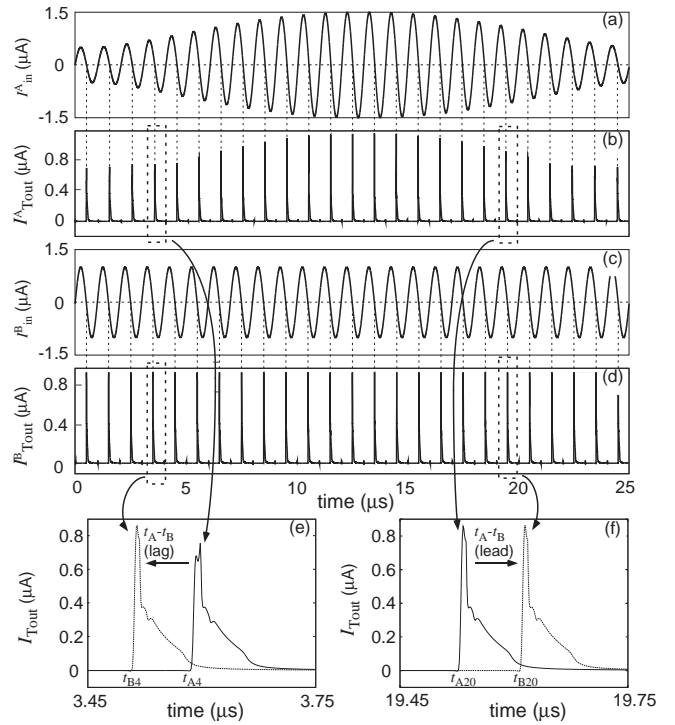 (a)
I^A_in (μA)
1.5
0
-1.5
(b)
I^A_Tout (μA)
0.8
0.4
0
(c)
I^B_in (μA)
1.5
0
-1.5
(d)
I^B_Tout (μA)
0.8
0.4
0
0 5 10 15 20 25
time (μs)
(e)
t_A-t_B
(lag)
I_Tout (μA)
0.8
0.6
0.4
0.2
0
t_B4 t_A4
3.45 3.75
time (μs)
(f)
t_A-t_B
(lead)
I_Tout (μA)
0.8
0.6
0.4
0.2
0
t_A20 t_B20
19.45 19.75
time (μs)